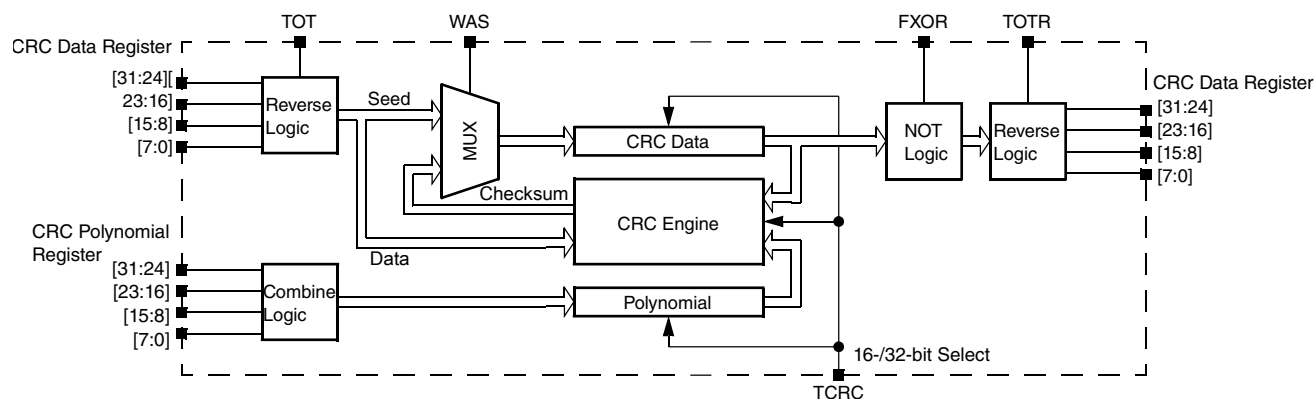 TOT
WAS
FXOR
TOTR
CRC Data Register
[31:24][
23:16]
[15:8]
[7:0]
Reverse
Logic
Seed
MUX
CRC Data
NOT
Logic
Reverse
Logic
CRC Data Register
[31:24]
[23:16]
[15:8]
[7:0]
Checksum
CRC Engine
Data
CRC Polynomial
Register
[31:24]
[23:16]
[15:8]
[7:0]
Combine
Logic
Polynomial
16-/32-bit Select
TCRC